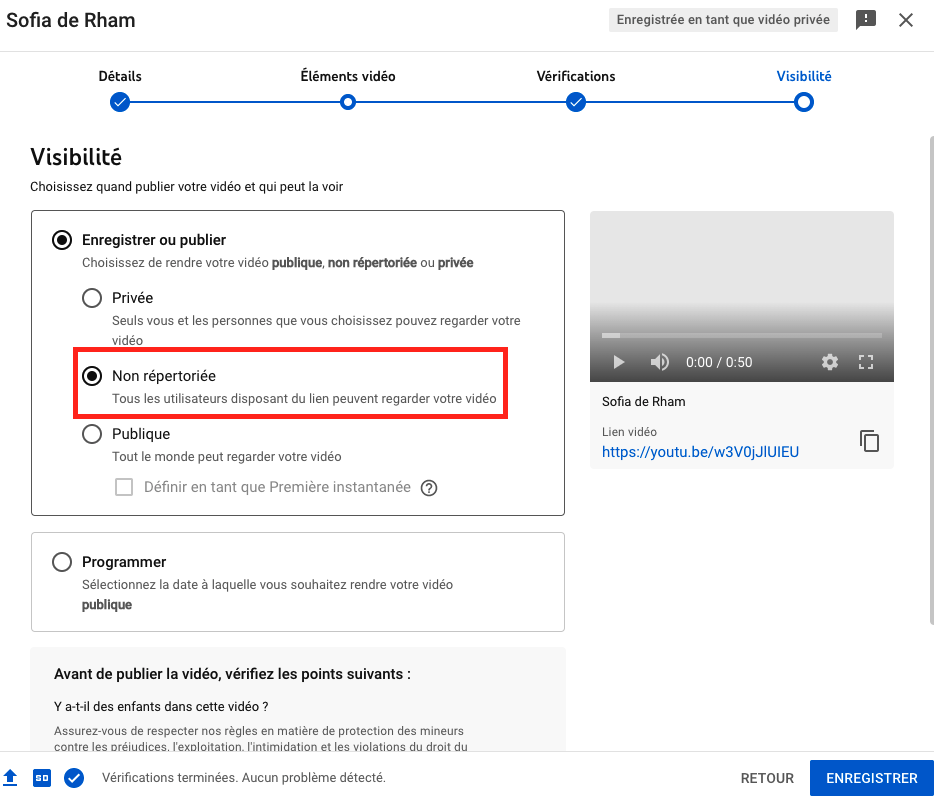 Sofia de Rham
Enregistrée en tant que vidéo privée
Détails
Éléments vidéo
Vérifications
Visibilité
Visibilité
Choisissez quand publier votre vidéo et qui peut la voir
Enregistrer ou publier
Choisissez de rendre votre vidéo publique, non répertoriée ou privée
Privée
Seuls vous et les personnes que vous choisissez pouvez regarder votre
vidéo
Non répertoriée
Tous les utilisateurs disposant du lien peuvent regarder votre vidéo
Publique
Tout le monde peut regarder votre vidéo
Définir en tant que Première instantanée
Programmer
Sélectionnez la date à laquelle vous souhaitez rendre votre vidéo
publique
Avant de publier la vidéo, vérifiez les points suivants :
Y a-t-il des enfants dans cette vidéo ?
Assurez-vous de respecter nos règles en matière de protection des mineurs
contre les préjudices, l'exploitation, l'intimidation et les violations du droit du
0:00 / 0:50
Sofia de Rham
Lien vidéo
https://youtu.be/w3V0jJlUIEU
SD
Vérifications terminées. Aucun problème détecté.
RETOUR
ENREGISTRER